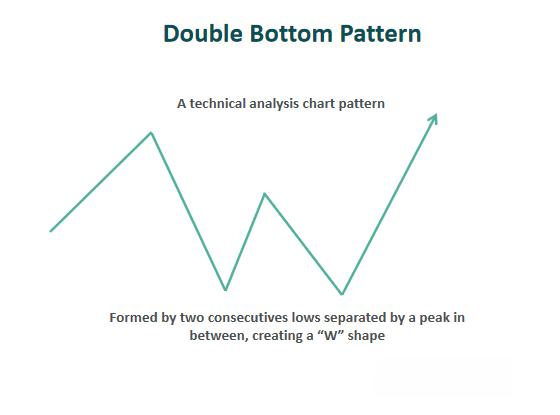 Double Bottom Pattern
A technical analysis chart pattern
Formed by two consecutives lows separated by a peak in
between, creating a “W” shape